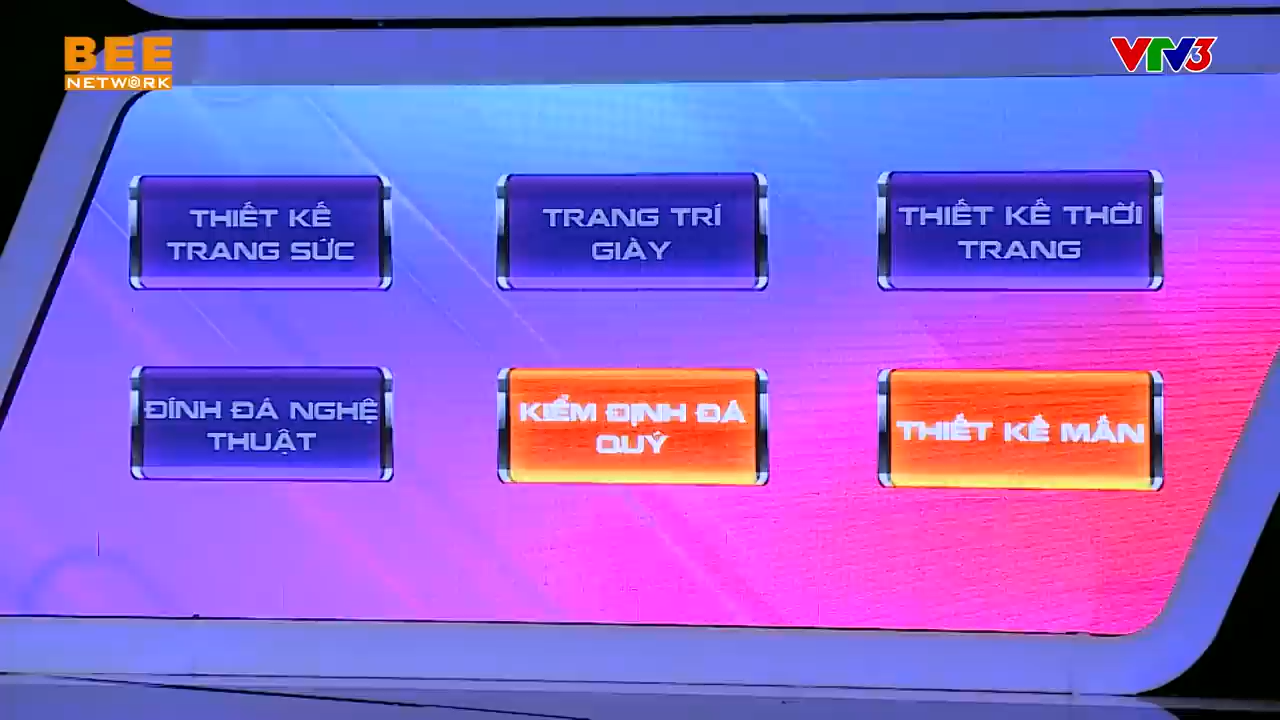 BEE
NETWORK
VTV3
THIẾT KẾ
TRANG SỨC
TRANG TRÍ
GIÀY
THIẾT KẾ THỜI
TRANG
ĐÍNH ĐÁ NGHỆ
THUẬT
KIỂM ĐỊNH ĐÁ
QUÝ
THIẾT KẾ MẤN